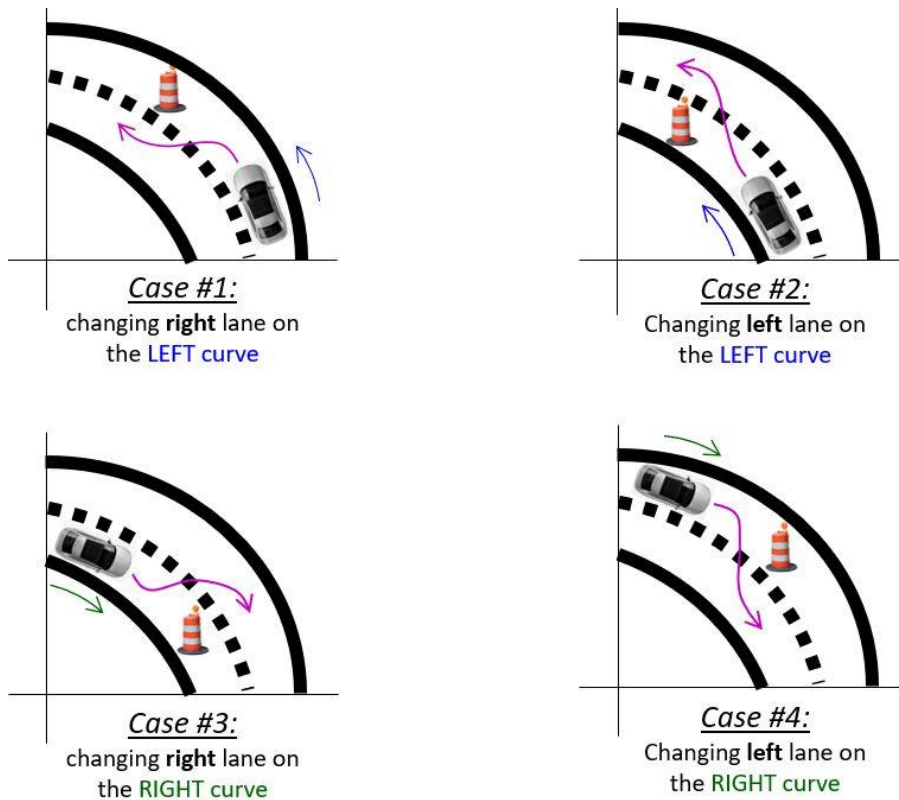 Case #1:
changing right lane on
the LEFT curve
Case #2:
Changing left lane on
the LEFT curve
Case #3:
changing right lane on
the RIGHT curve
Case #4:
Changing left lane on
the RIGHT curve